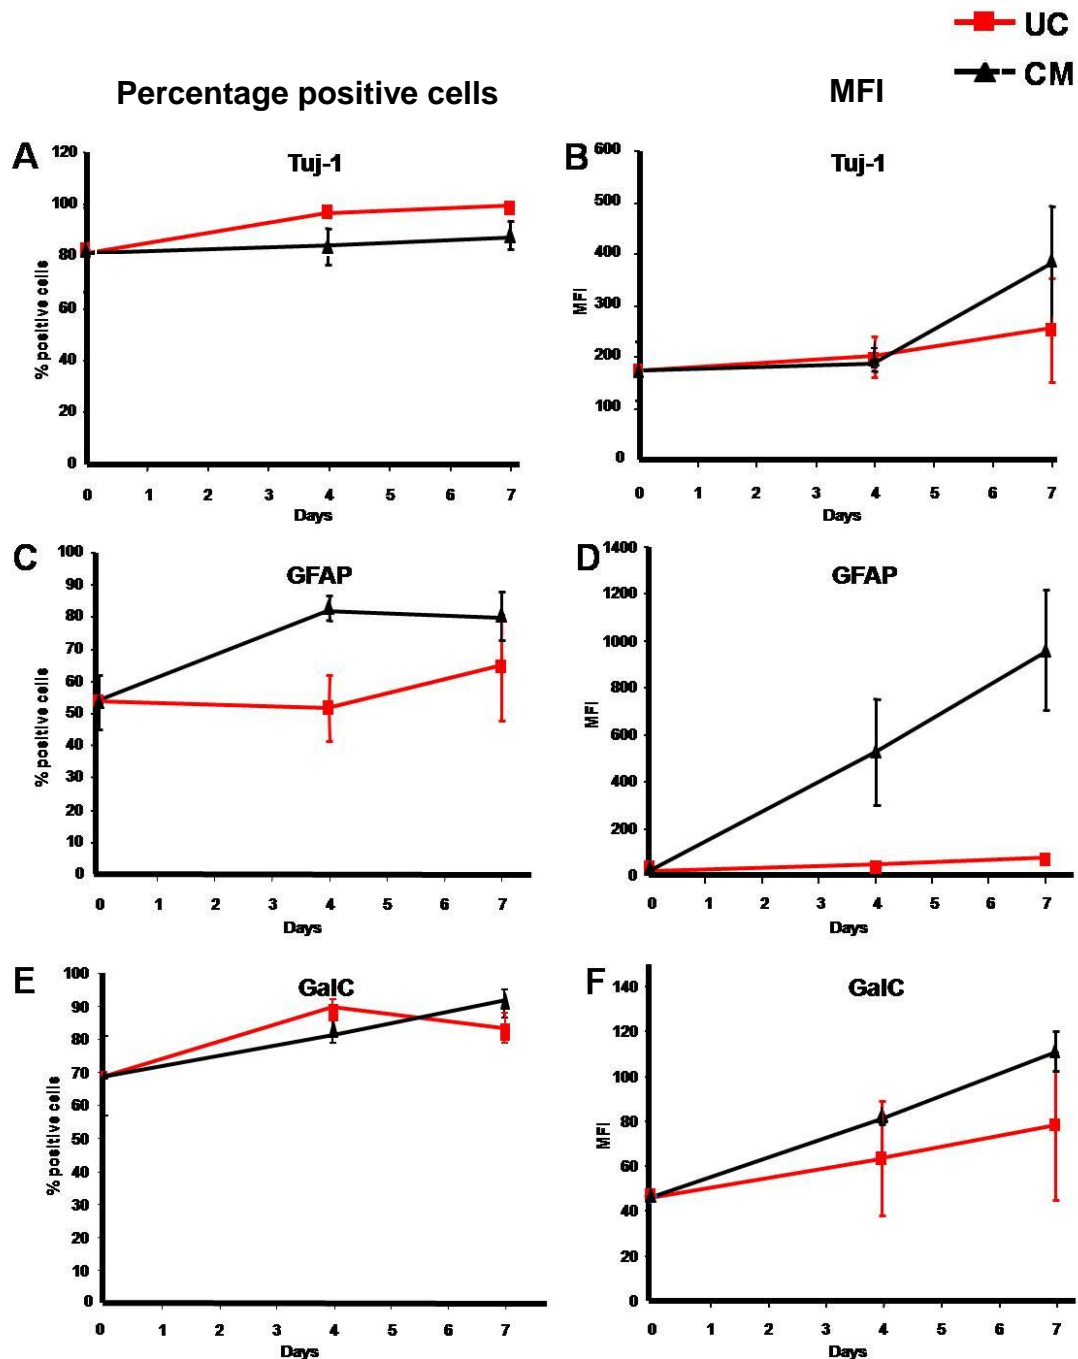 UC
CM
Percentage positive cells
MFI
A
Tuj-1
120
100
80
60
40
20
0
% positive cells
0 1 2 3 4 5 6 7
Days
B
Tuj-1
600
500
400
300
200
100
0
MFI
0 1 2 3 4 5 6 7
Days
C
GFAP
100
90
80
70
60
50
40
30
20
10
0
% positive cells
0 1 2 3 4 5 6 7
Days
D
GFAP
1400
1200
1000
800
600
400
200
0
MFI
0 1 2 3 4 5 6 7
Days
E
GalC
100
90
80
70
60
50
40
30
20
10
0
% positive cells
0 1 2 3 4 5 6 7
Days
F
GalC
140
120
100
80
60
40
20
0
MFI
0 1 2 3 4 5 6 7
Days